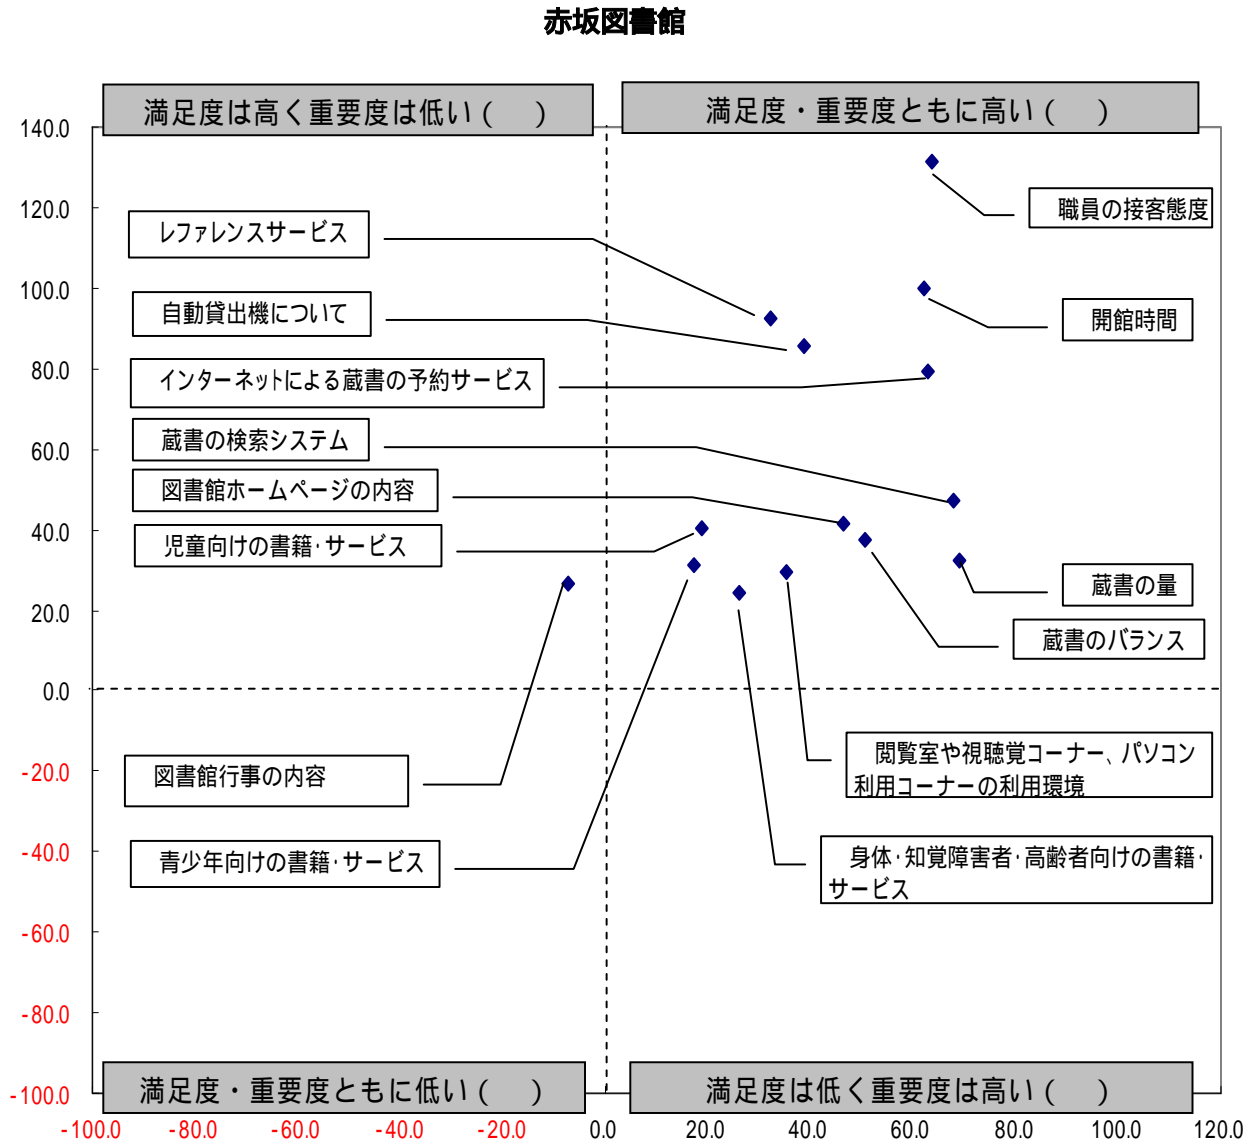 赤坂図書館
満足度は高く重要度は低い(　)
満足度・重要度ともに高い(　)
140.0
120.0
100.0
80.0
60.0
40.0
20.0
0.0
-20.0
-40.0
-60.0
-80.0
-100.0
職員の接客態度
レファレンスサービス
開館時間
自動貸出機について
インターネットによる蔵書の予約サービス
蔵書の検索システム
図書館ホームページの内容
児童向けの書籍・サービス
蔵書の量
蔵書のバランス
図書館行事の内容
閲覧室や視聴覚コーナー、パソコン
利用コーナーの利用環境
青少年向けの書籍・サービス
身体・知覚障害者・高齢者向けの書籍・
サービス
満足度・重要度ともに低い(　)
満足度は低く重要度は高い(　)
-100.0 -80.0 -60.0 -40.0 -20.0 0.0 20.0 40.0 60.0 80.0 100.0 120.0